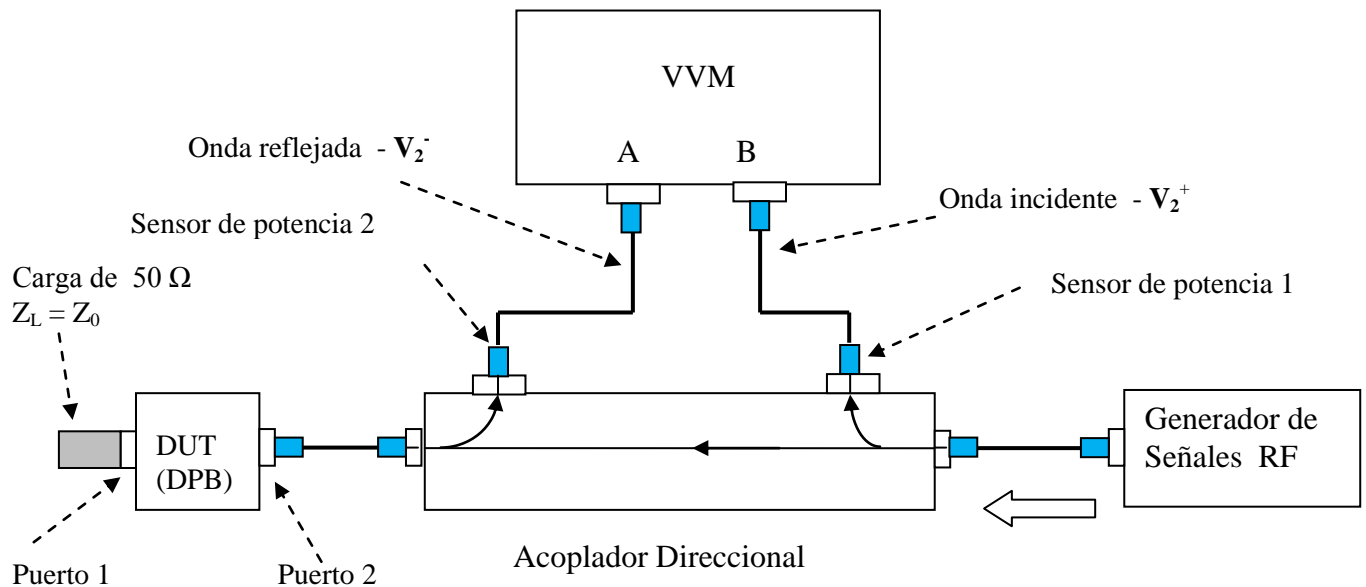 VVM
A
B
Onda reflejada - V₂⁻
Onda incidente - V₂⁺
Sensor de potencia 2
Sensor de potencia 1
Carga de 50 Ω
Z_L = Z₀
DUT
(DPB)
Generador de
Señales RF
Puerto 1
Puerto 2
Acoplador Direccional